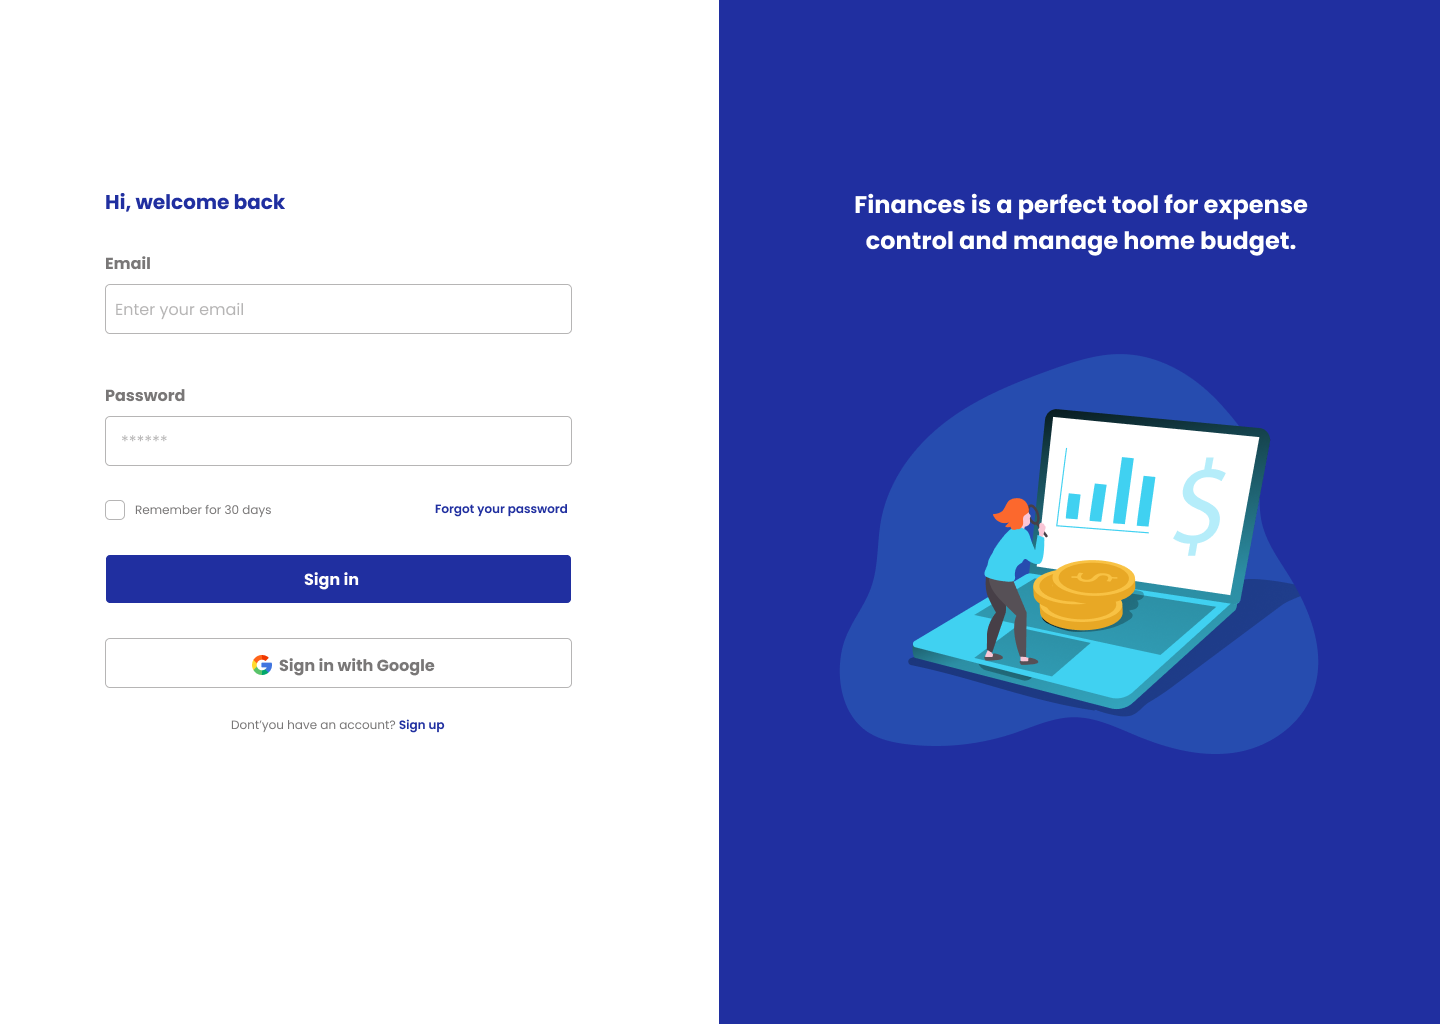 Hi, welcome back
Email
Enter your email
Password
******
Remember for 30 days
Forgot your password
Sign in
Sign in with Google
Dont'you have an account? Sign up
Finances is a perfect tool for expense
control and manage home budget.
$